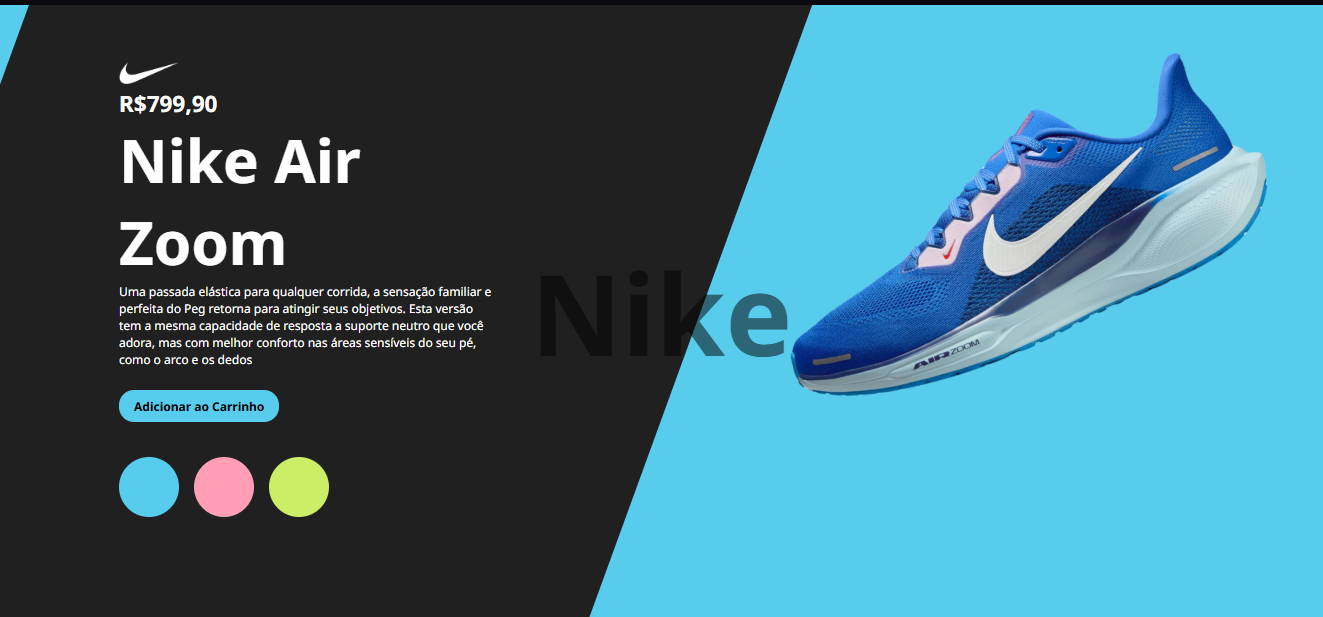 R$799,90
Nike Air
Zoom
Uma passada elástica para qualquer corrida, a sensação familiar e
perfeita do Peg retorna para atingir seus objetivos. Esta versão
tem a mesma capacidade de resposta a suporte neutro que você
adora, mas com melhor conforto nas áreas sensíveis do seu pé,
como o arco e os dedos
Adicionar ao Carrinho
Nike
AIR ZOOM